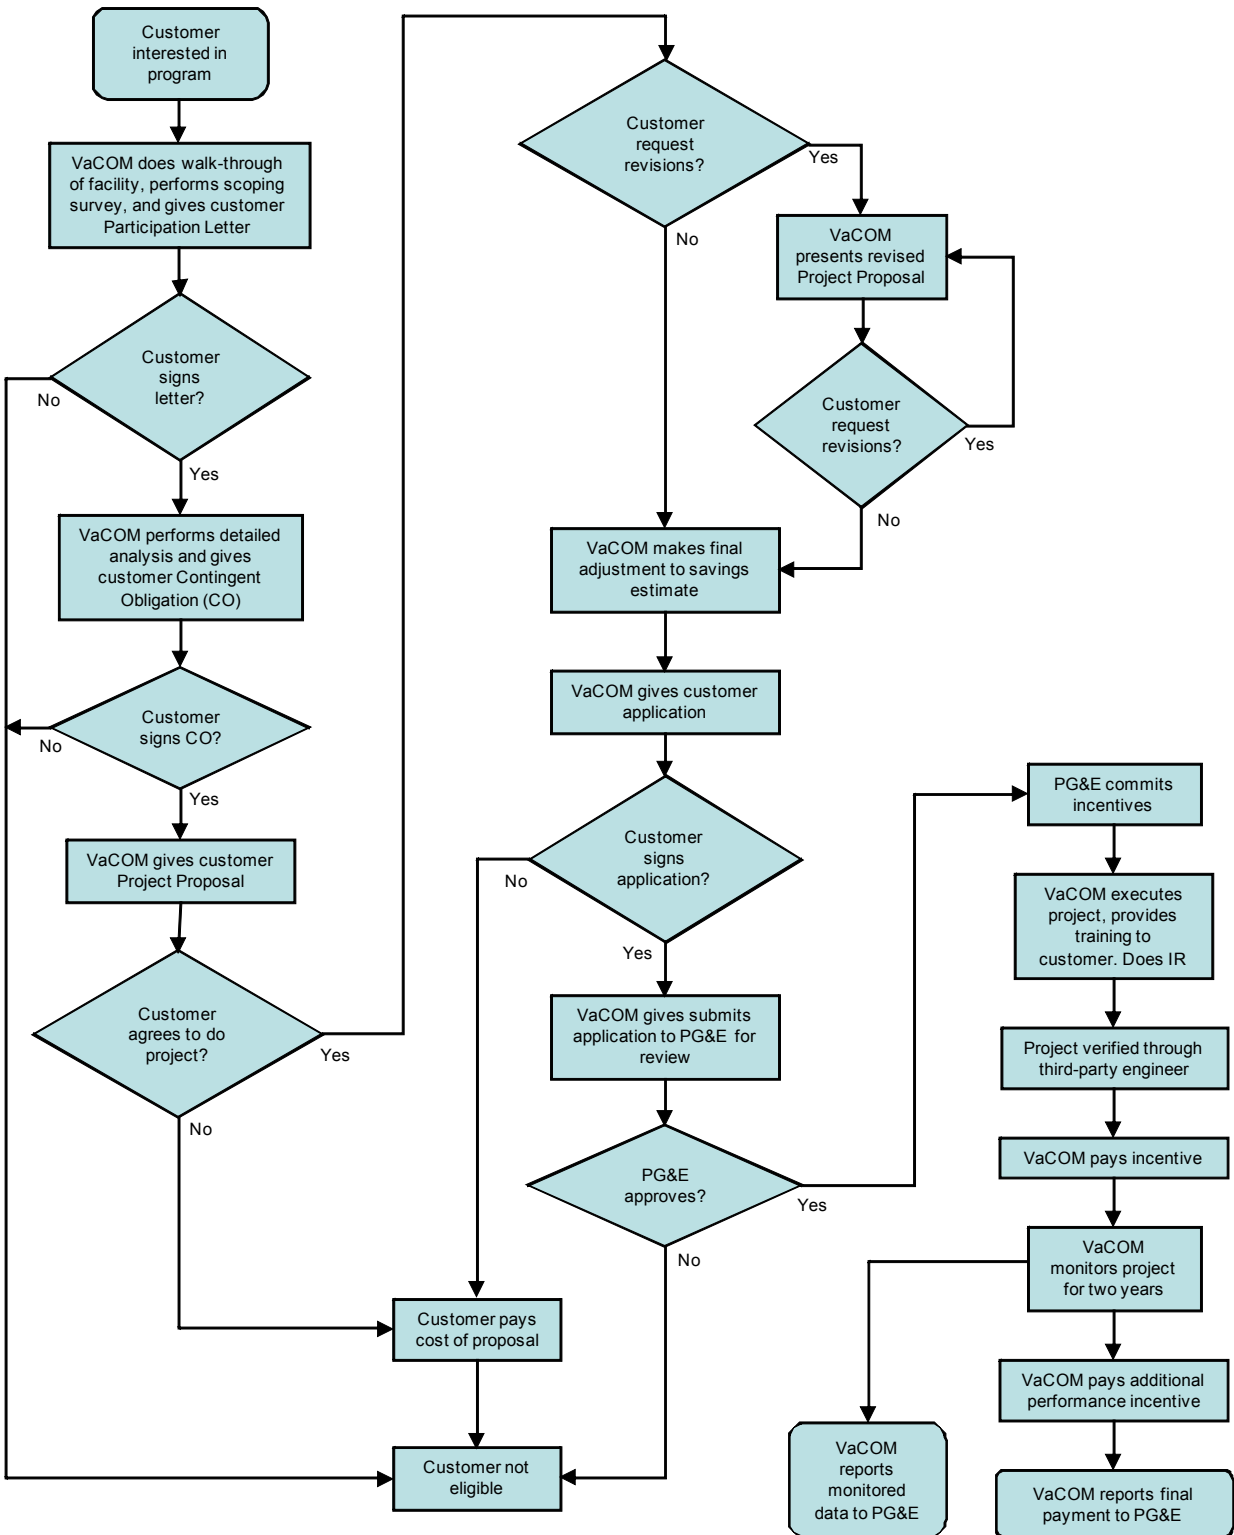 Customer
interested in
program
VaCOM does walk-through
of facility, performs scoping
survey, and gives customer
Participation Letter
Customer
signs
letter?
No
Yes
VaCOM performs detailed
analysis and gives
customer Contingent
Obligation (CO)
Customer
signs CO?
No
Yes
VaCOM gives customer
Project Proposal
Customer
agrees to do
project?
Yes
No
Customer
request
revisions?
Yes
No
VaCOM
presents revised
Project Proposal
Customer
request
revisions?
Yes
No
VaCOM makes final
adjustment to savings
estimate
VaCOM gives customer
application
Customer
signs
application?
No
Yes
VaCOM gives submits
application to PG&E for
review
PG&E
approves?
Yes
No
Customer pays
cost of proposal
Customer not
eligible
PG&E commits
incentives
VaCOM executes
project, provides
training to
customer. Does IR
Project verified through
third-party engineer
VaCOM pays incentive
VaCOM
monitors project
for two years
VaCOM pays additional
performance incentive
VaCOM
reports
monitored
data to PG&E
VaCOM reports final
payment to PG&E